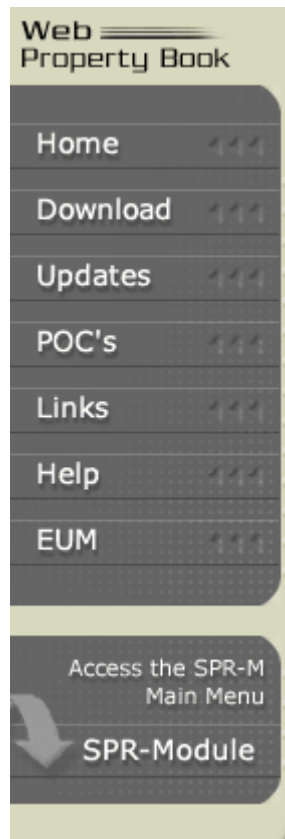 Web
Property Book
Home
Download
Updates
POC's
Links
Help
EUM
Access the SPR-M
Main Menu
SPR-Module